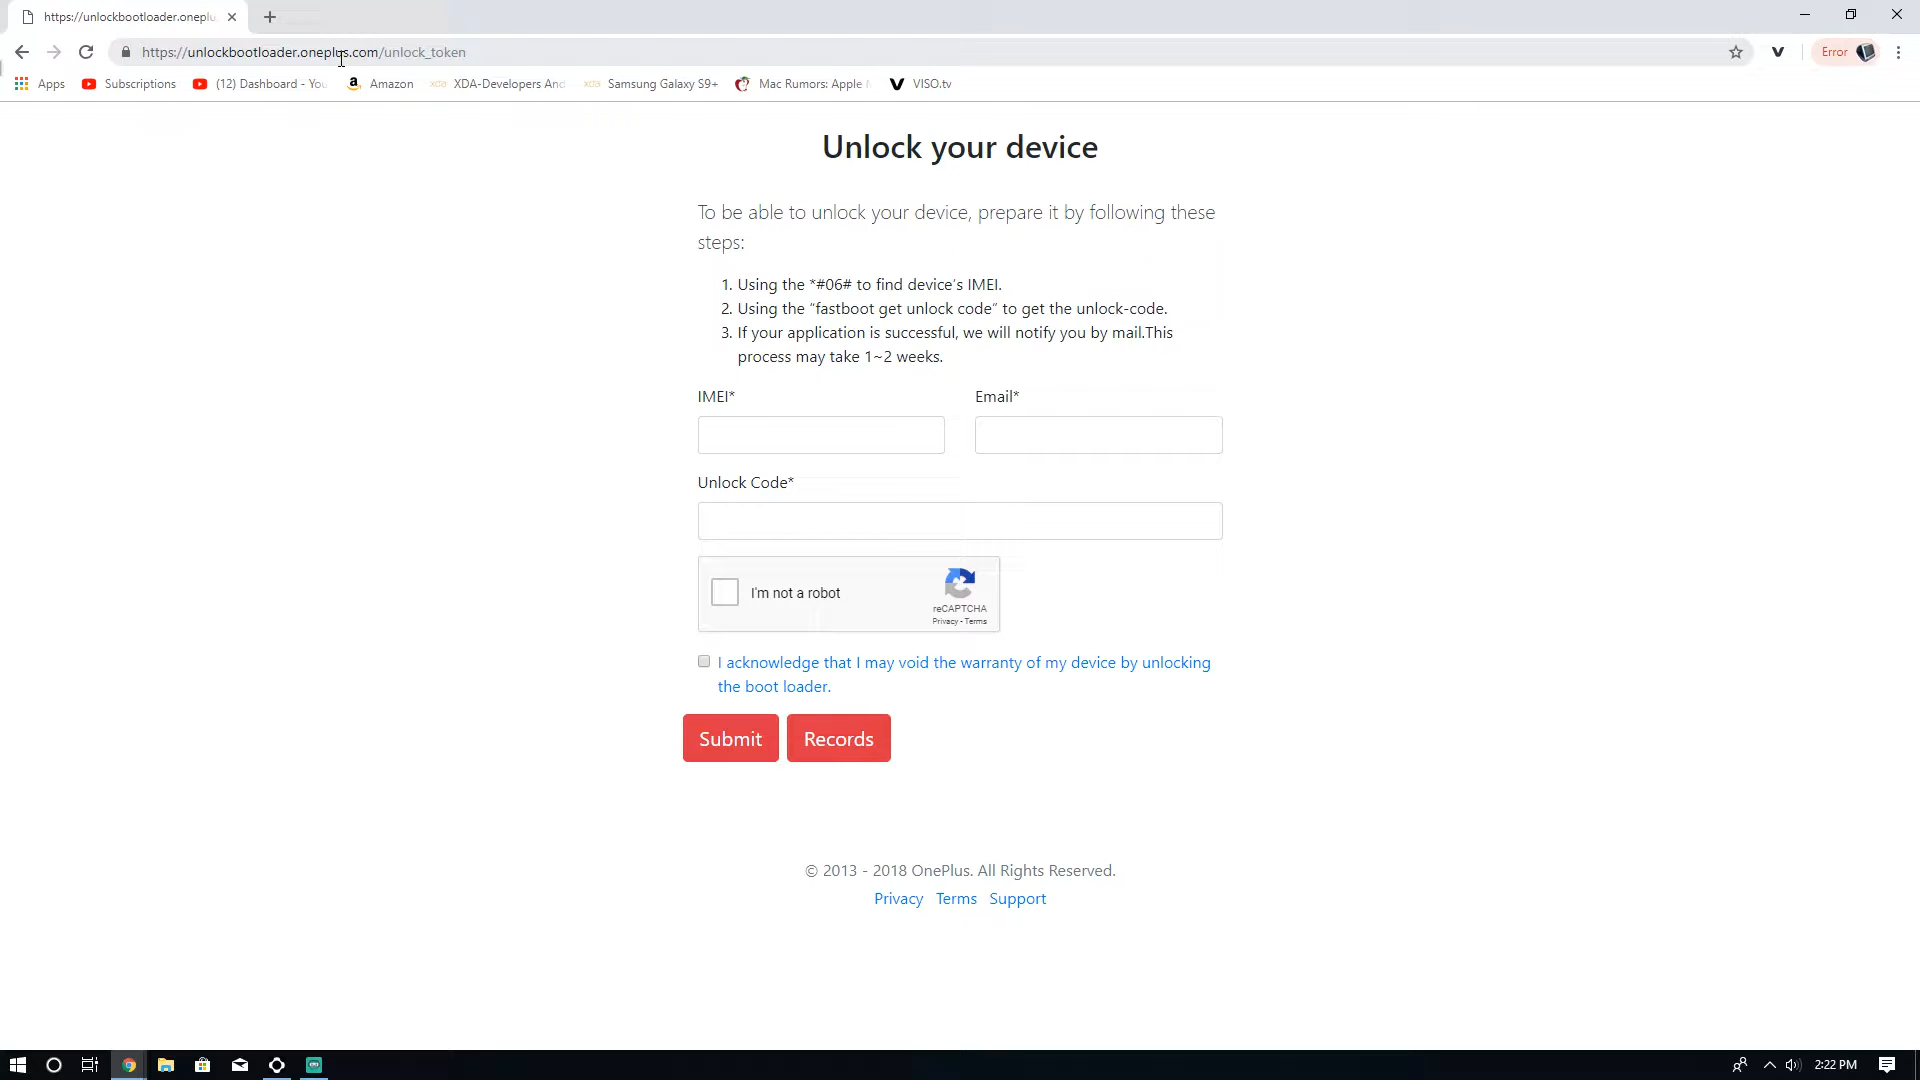 https://unlockbootloader.oneplu
https://unlockbootloader.oneplus.com/unlock_token
Error
Apps
Subscriptions
(12) Dashboard - You
Amazon
XDA-Developers And
Samsung Galaxy S9+
Mac Rumors: Apple
VISO.tv
Unlock your device
To be able to unlock your device, prepare it by following these
steps:
1. Using the *#06# to find device's IMEI.
2. Using the "fastboot get unlock code" to get the unlock-code.
3. If your application is successful, we will notify you by mail.This
process may take 1~2 weeks.
IMEI*
Email*
Unlock Code*
I'm not a robot
reCAPTCHA
Privacy - Terms
I acknowledge that I may void the warranty of my device by unlocking
the boot loader.
Submit
Records
© 2013 - 2018 OnePlus. All Rights Reserved.
Privacy Terms Support
2:22 PM